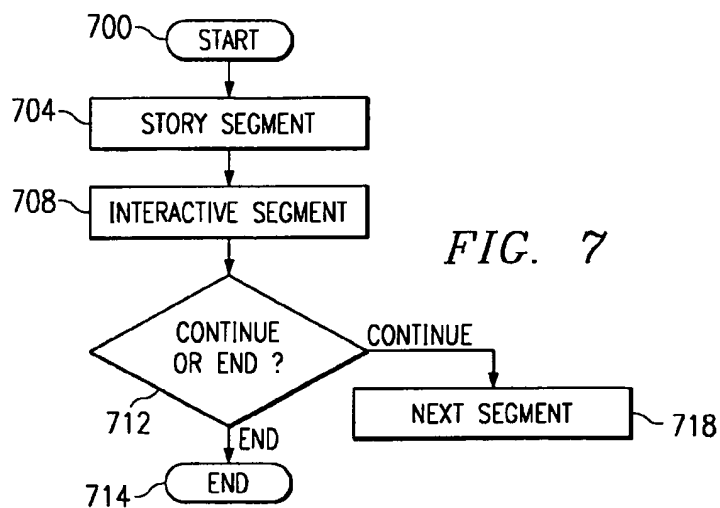 700
START
704
STORY SEGMENT
708
INTERACTIVE SEGMENT
FIG. 7
CONTINUE
OR END ?
CONTINUE
712
NEXT SEGMENT
718
END
714
END